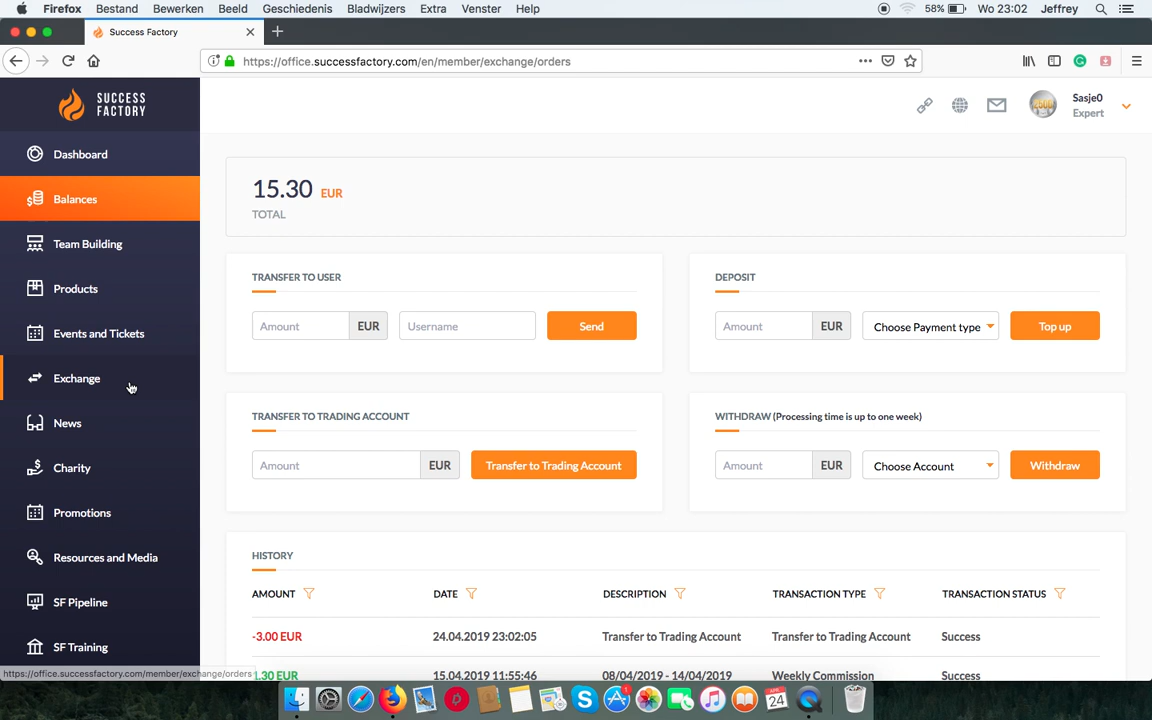 Firefox Bestand Bewerken Beeld Geschiedenis Bladwijzers Extra Venster Help 58% Wo 23:02 Jeffrey
Success Factory
https://office.successfactory.com/en/member/exchange/orders
SUCCESS
FACTORY
Sasje0
Expert
Dashboard
Balances
Team Building
Products
Events and Tickets
Exchange
News
Charity
Promotions
Resources and Media
SF Pipeline
SF Training
15.30 EUR
TOTAL
TRANSFER TO USER
Amount EUR Username Send
DEPOSIT
Amount EUR Choose Payment type Top up
TRANSFER TO TRADING ACCOUNT
Amount EUR Transfer to Trading Account
WITHDRAW (Processing time is up to one week)
Amount EUR Choose Account Withdraw
HISTORY
AMOUNT DATE DESCRIPTION TRANSACTION TYPE TRANSACTION STATUS
-3.00 EUR 24.04.2019 23:02:05 Transfer to Trading Account Transfer to Trading Account Success
1.30 EUR 15.04.2019 11:55:46 08/04/2019 - 14/04/2019 Weekly Commission Success
https://office.successfactory.com/member/exchange/orders
APR
24